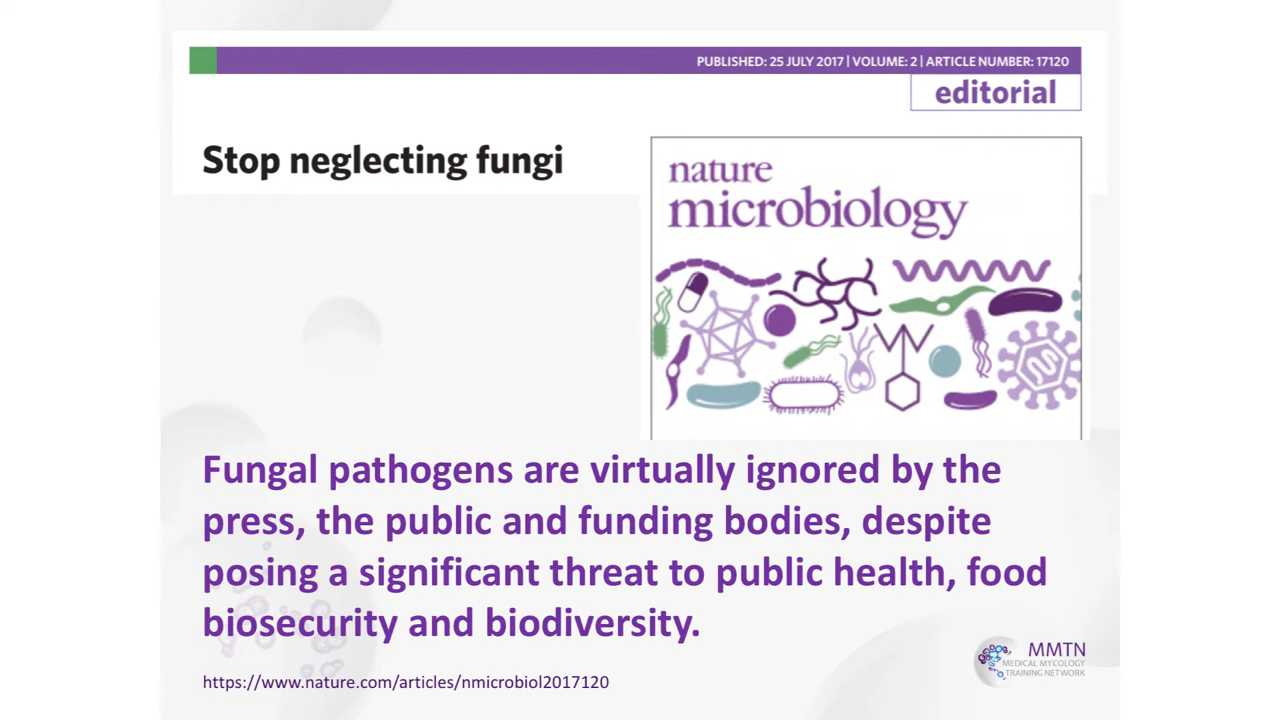 PUBLISHED: 25 JULY 2017 | VOLUME: 2 | ARTICLE NUMBER: 17120
editorial
Stop neglecting fungi
nature
microbiology
Fungal pathogens are virtually ignored by the
press, the public and funding bodies, despite
posing a significant threat to public health, food
biosecurity and biodiversity.
https://www.nature.com/articles/nmicrobiol2017120
MMTN
MEDICAL MYCOLOGY
TRAINING NETWORK